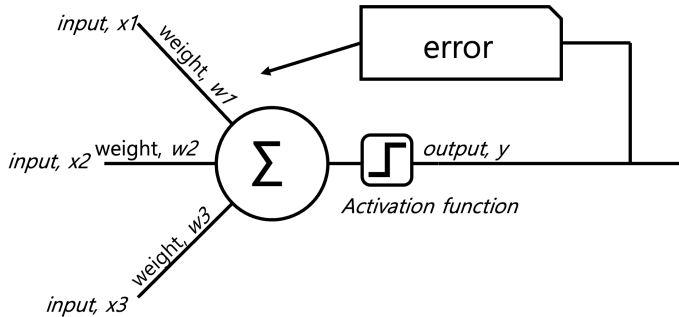 input, x1
weight, w1
error
input, x2
weight, w2
Σ
output, y
Activation function
weight, w3
input, x3